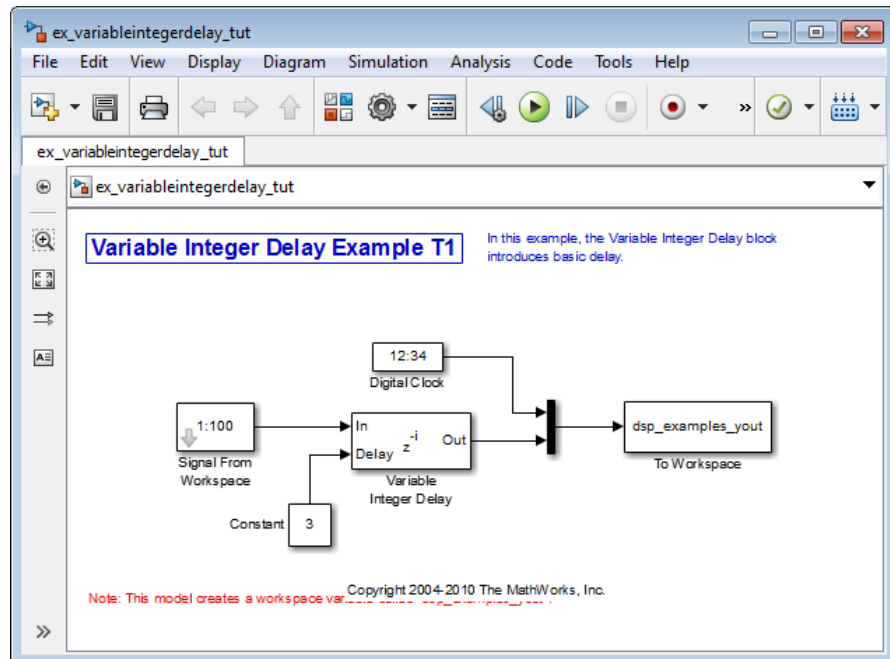 ex_variableintegerdelay_tut
File Edit View Display Diagram Simulation Analysis Code Tools Help
»
ex_variableintegerdelay_tut
ex_variableintegerdelay_tut
Variable Integer Delay Example T1
In this example, the Variable Integer Delay block
introduces basic delay.
12:34
Digital Clock
1:100
Signal From
Workspace
In
Delay
z-i
Out
Variable
Integer Delay
dsp_examples_yout
To Workspace
Constant
3
Copyright 2004-2010 The MathWorks, Inc.
Note: This model creates a workspace
»